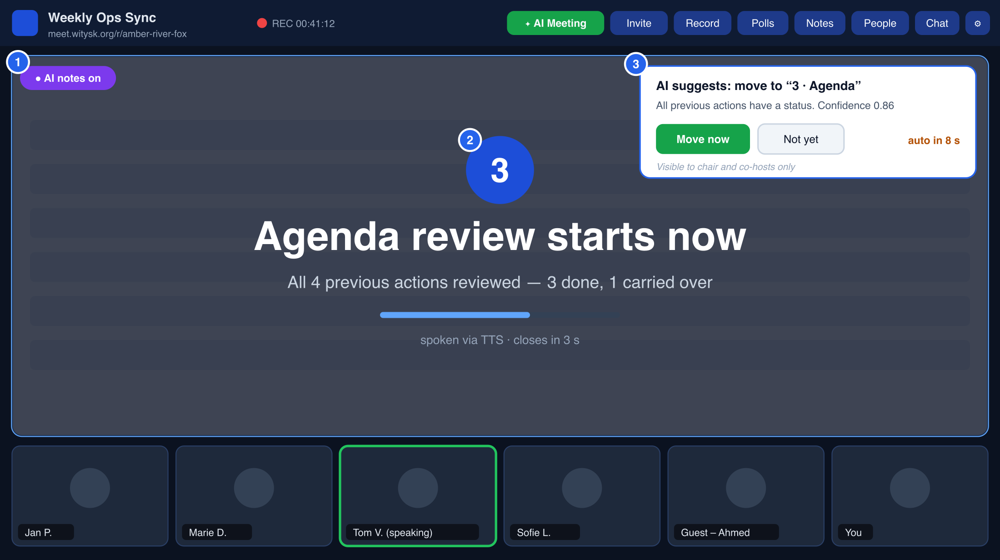 Weekly Ops Sync
meet.witysk.org/r/amber-river-fox
REC 00:41:12
✦ AI Meeting
Invite
Record
Polls
Notes
People
Chat
⚙
1
● AI notes on
3
AI suggests: move to “3 · Agenda”
All previous actions have a status. Confidence 0.86
Move now
Not yet
auto in 8 s
Visible to chair and co-hosts only
2
3
Agenda review starts now
All 4 previous actions reviewed — 3 done, 1 carried over
spoken via TTS · closes in 3 s
Jan P.
Marie D.
Tom V. (speaking)
Sofie L.
Guest – Ahmed
You